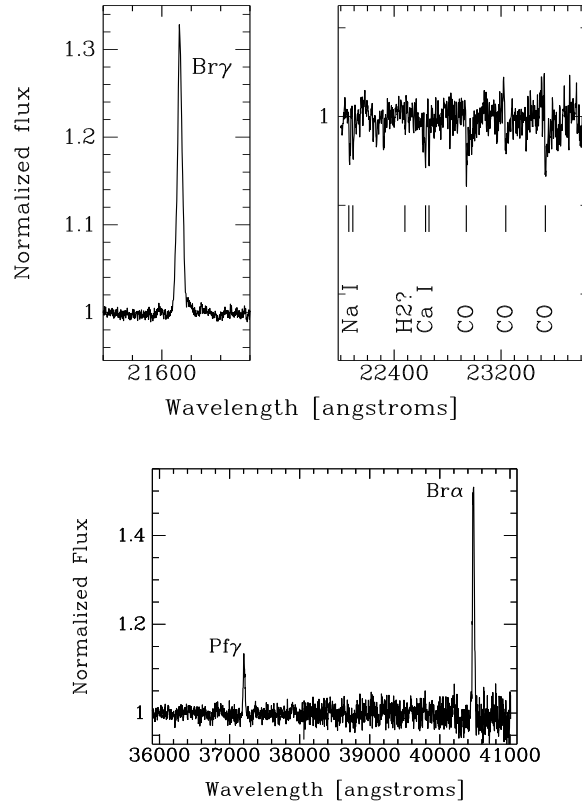 Normalized flux
1.3
1.2
1.1
1
Brγ
21600
1
Na I
H2?
Ca I
CO
CO
CO
22400
23200
Wavelength [angstroms]
Normalized Flux
1.4
1.2
1
Pfγ
Brα
36000
37000
38000
39000
40000
41000
Wavelength [angstroms]